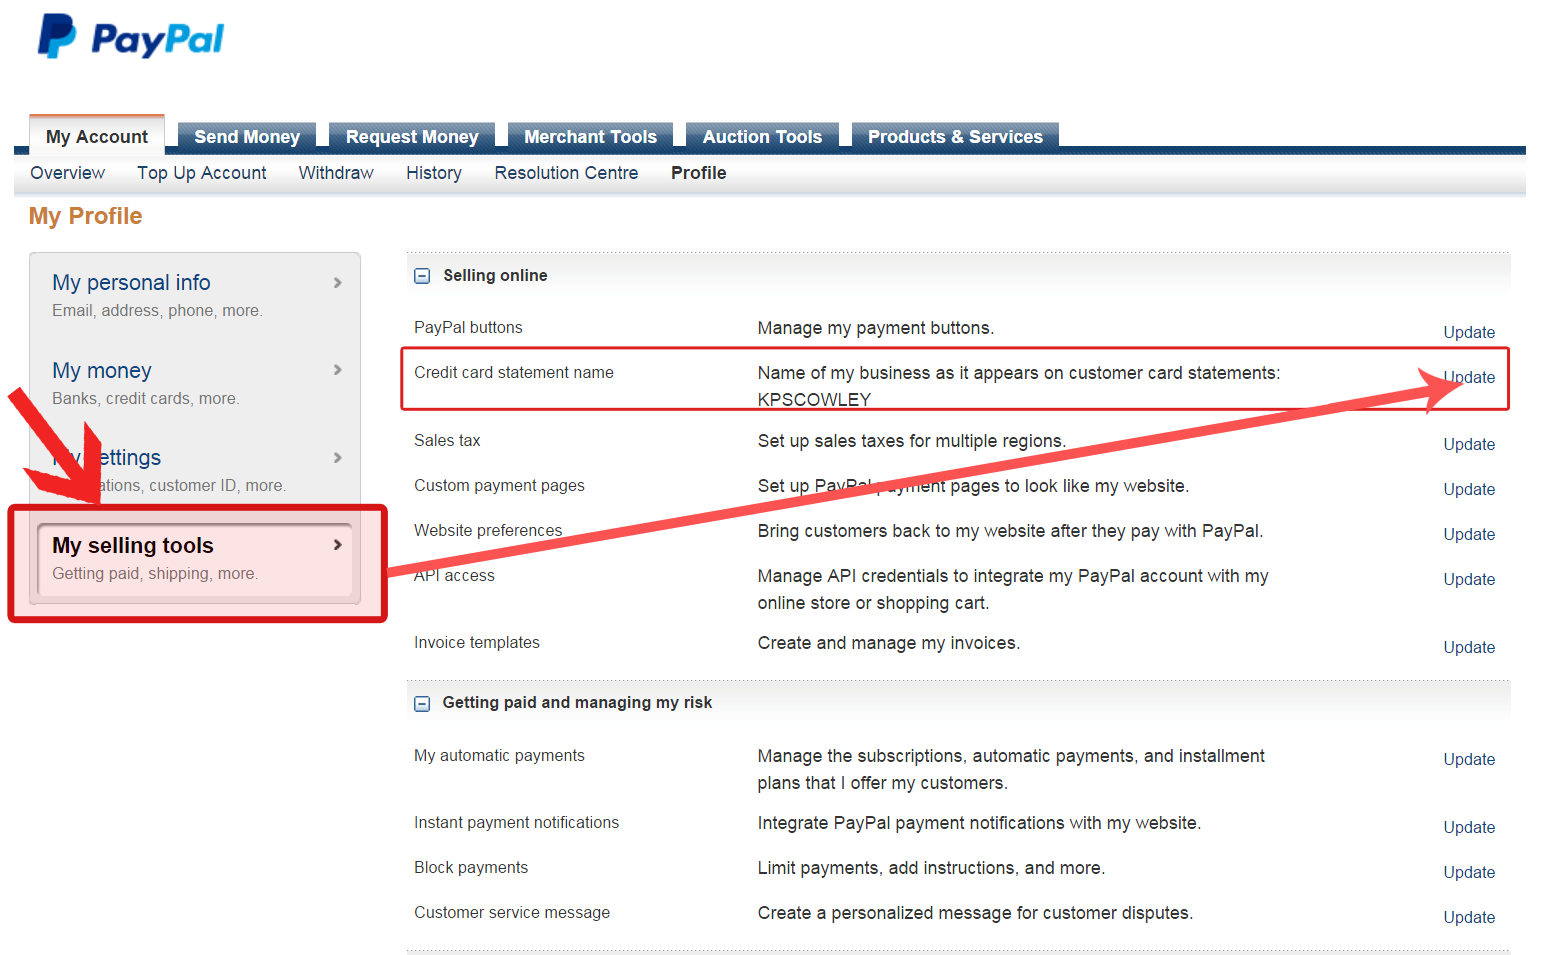 PayPal
My Account Send Money Request Money Merchant Tools Auction Tools Products & Services
Overview Top Up Account Withdraw History Resolution Centre Profile
My Profile
My personal info
Email, address, phone, more.
My money
Banks, credit cards, more.
My settings
customer ID, more.
My selling tools
Getting paid, shipping, more.
Selling online
PayPal buttons Manage my payment buttons. Update
Credit card statement name Name of my business as it appears on customer card statements: Update
KPSCOWLEY
Sales tax Set up sales taxes for multiple regions. Update
Custom payment pages Set up PayPal payment pages to look like my website. Update
Website preferences Bring customers back to my website after they pay with PayPal. Update
API access Manage API credentials to integrate my PayPal account with my Update
online store or shopping cart.
Invoice templates Create and manage my invoices. Update
Getting paid and managing my risk
My automatic payments Manage the subscriptions, automatic payments, and installment Update
plans that I offer my customers.
Instant payment notifications Integrate PayPal payment notifications with my website. Update
Block payments Limit payments, add instructions, and more. Update
Customer service message Create a personalized message for customer disputes. Update